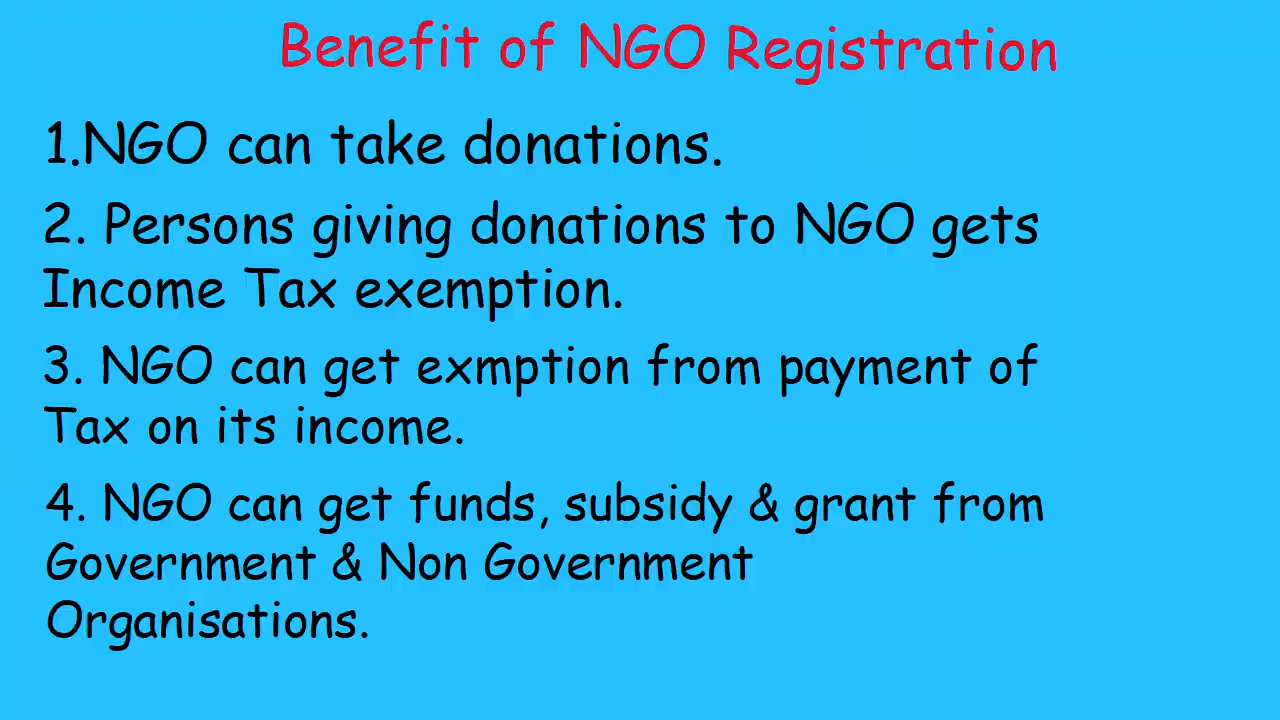 Benefit of NGO Registration
1.NGO can take donations.
2. Persons giving donations to NGO gets
Income Tax exemption.
3. NGO can get exmption from payment of
Tax on its income.
4. NGO can get funds, subsidy & grant from
Government & Non Government
Organisations.